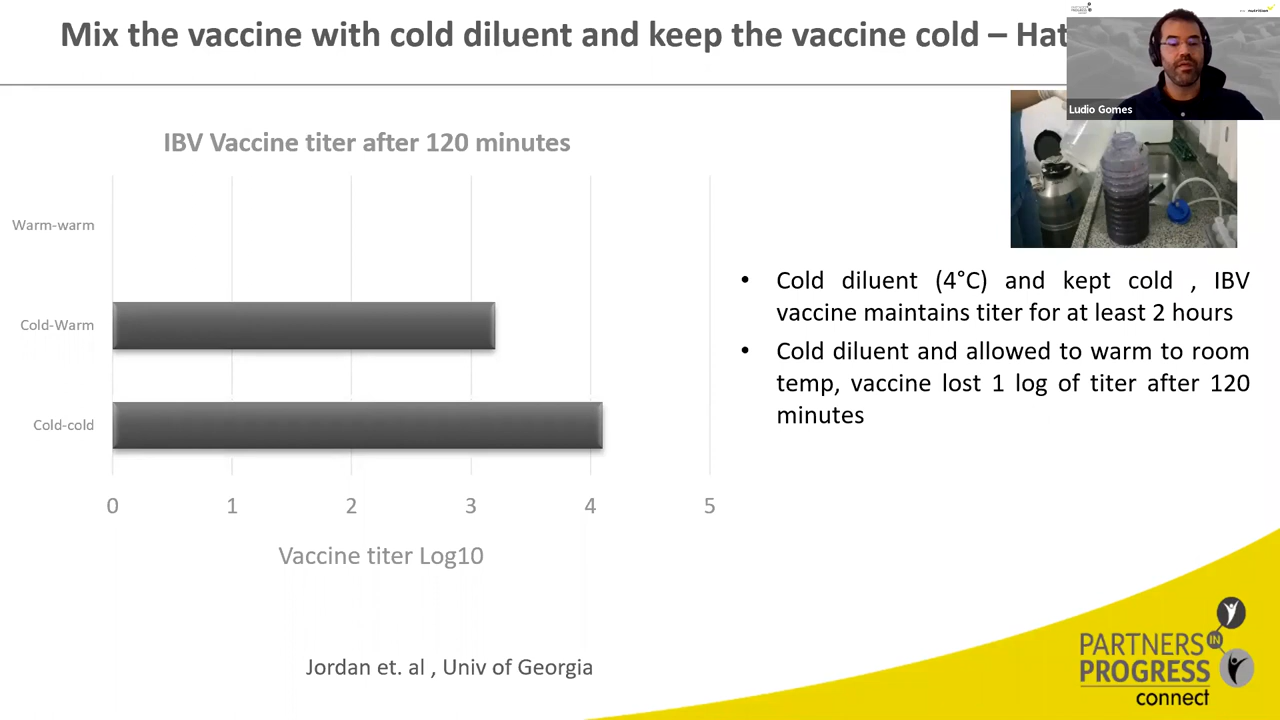 Mix the vaccine with cold diluent and keep the vaccine cold – Hat
Ludio Gomes
IBV Vaccine titer after 120 minutes
Warm-warm
Cold-Warm
Cold-cold
0 1 2 3 4 5
Vaccine titer Log10
• Cold diluent (4°C) and kept cold , IBV
vaccine maintains titer for at least 2 hours
• Cold diluent and allowed to warm to room
temp, vaccine lost 1 log of titer after 120
minutes
Jordan et. al , Univ of Georgia
PARTNERS IN
PROGRESS
connect